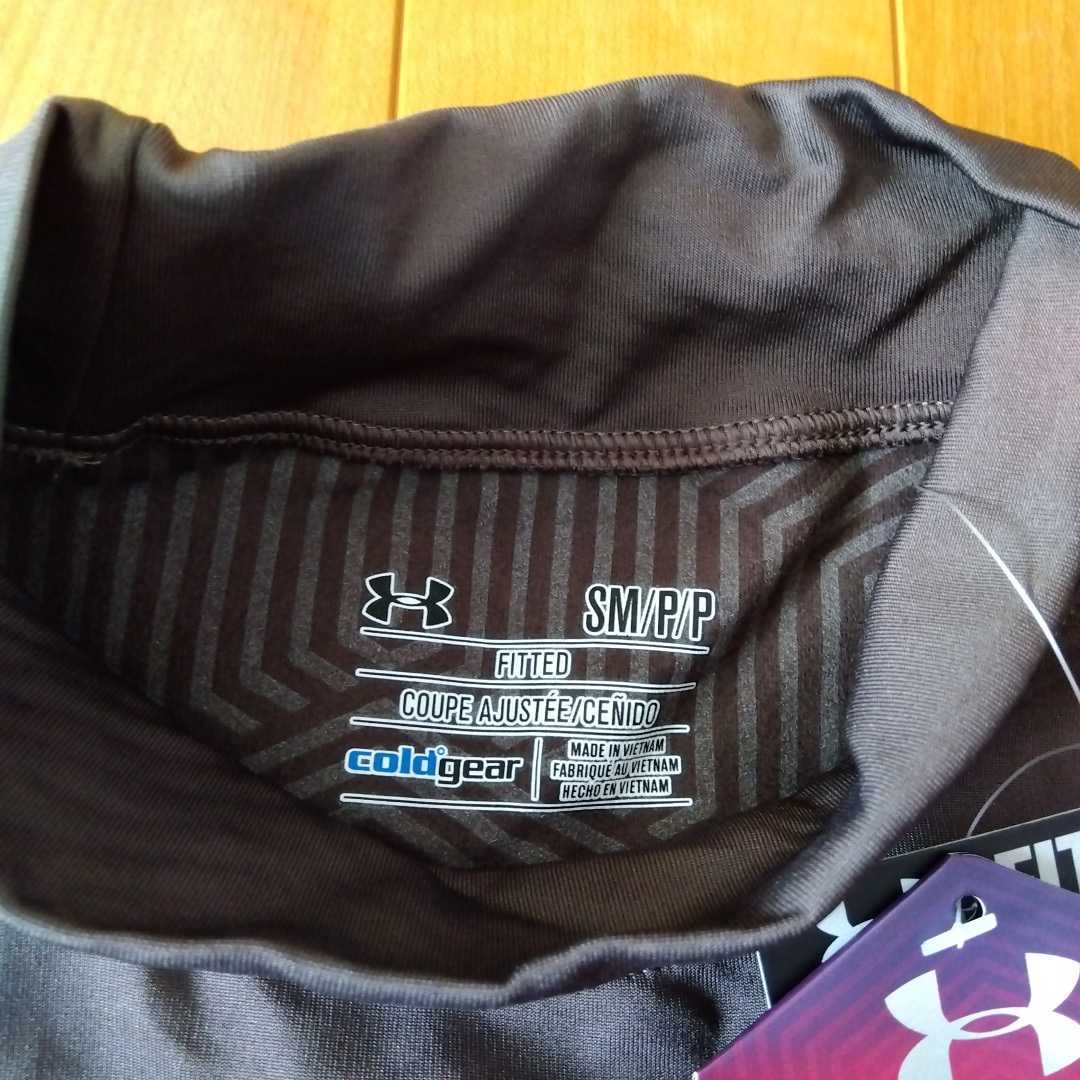 SM/P/P
FITTED
COUPE AJUSTÉE/CEÑIDO
coldgear
MADE IN VIETNAM
FABRIQUÉ AU VIETNAM
HECHO EN VIETNAM